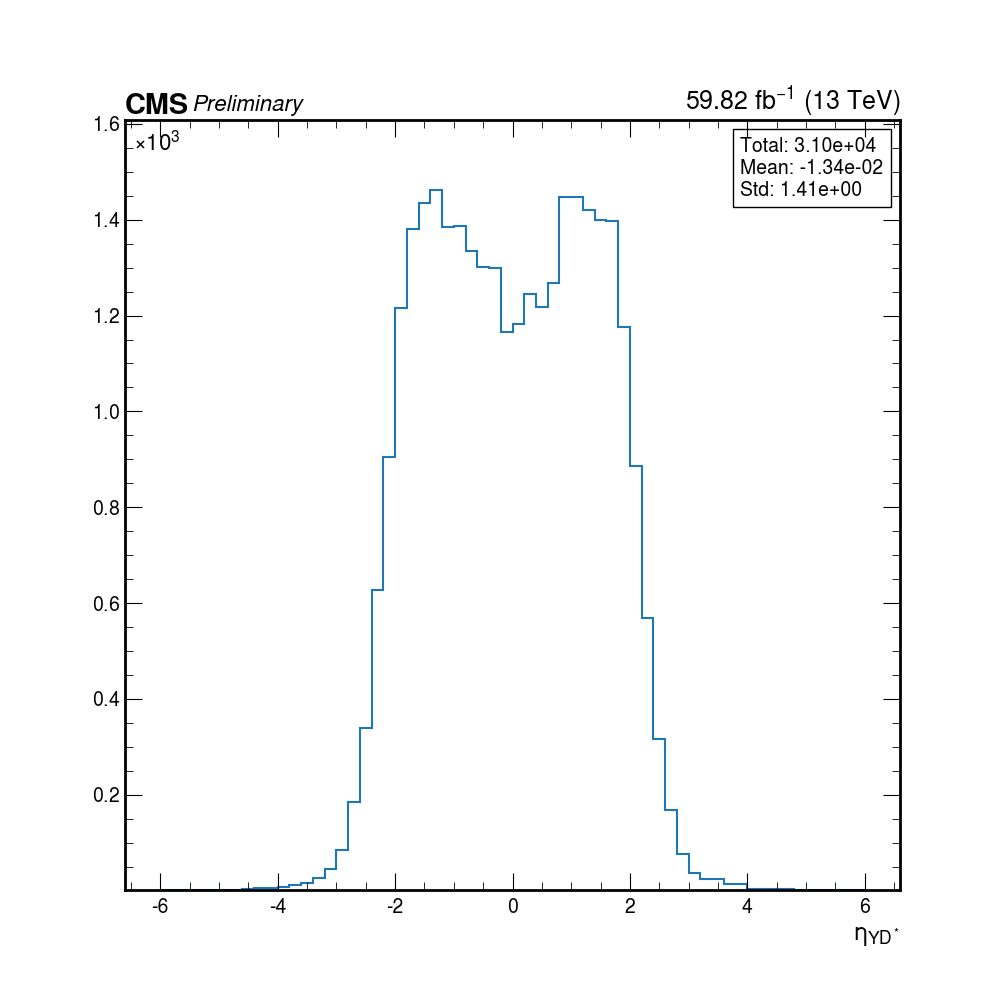 CMS Preliminary 59.82 fb⁻¹ (13 TeV)
×10³
Total: 3.10e+04
Mean: -1.34e-02
Std: 1.41e+00
1.6
1.4
1.2
1.0
0.8
0.6
0.4
0.2
-6 -4 -2 0 2 4 6
η_YD*